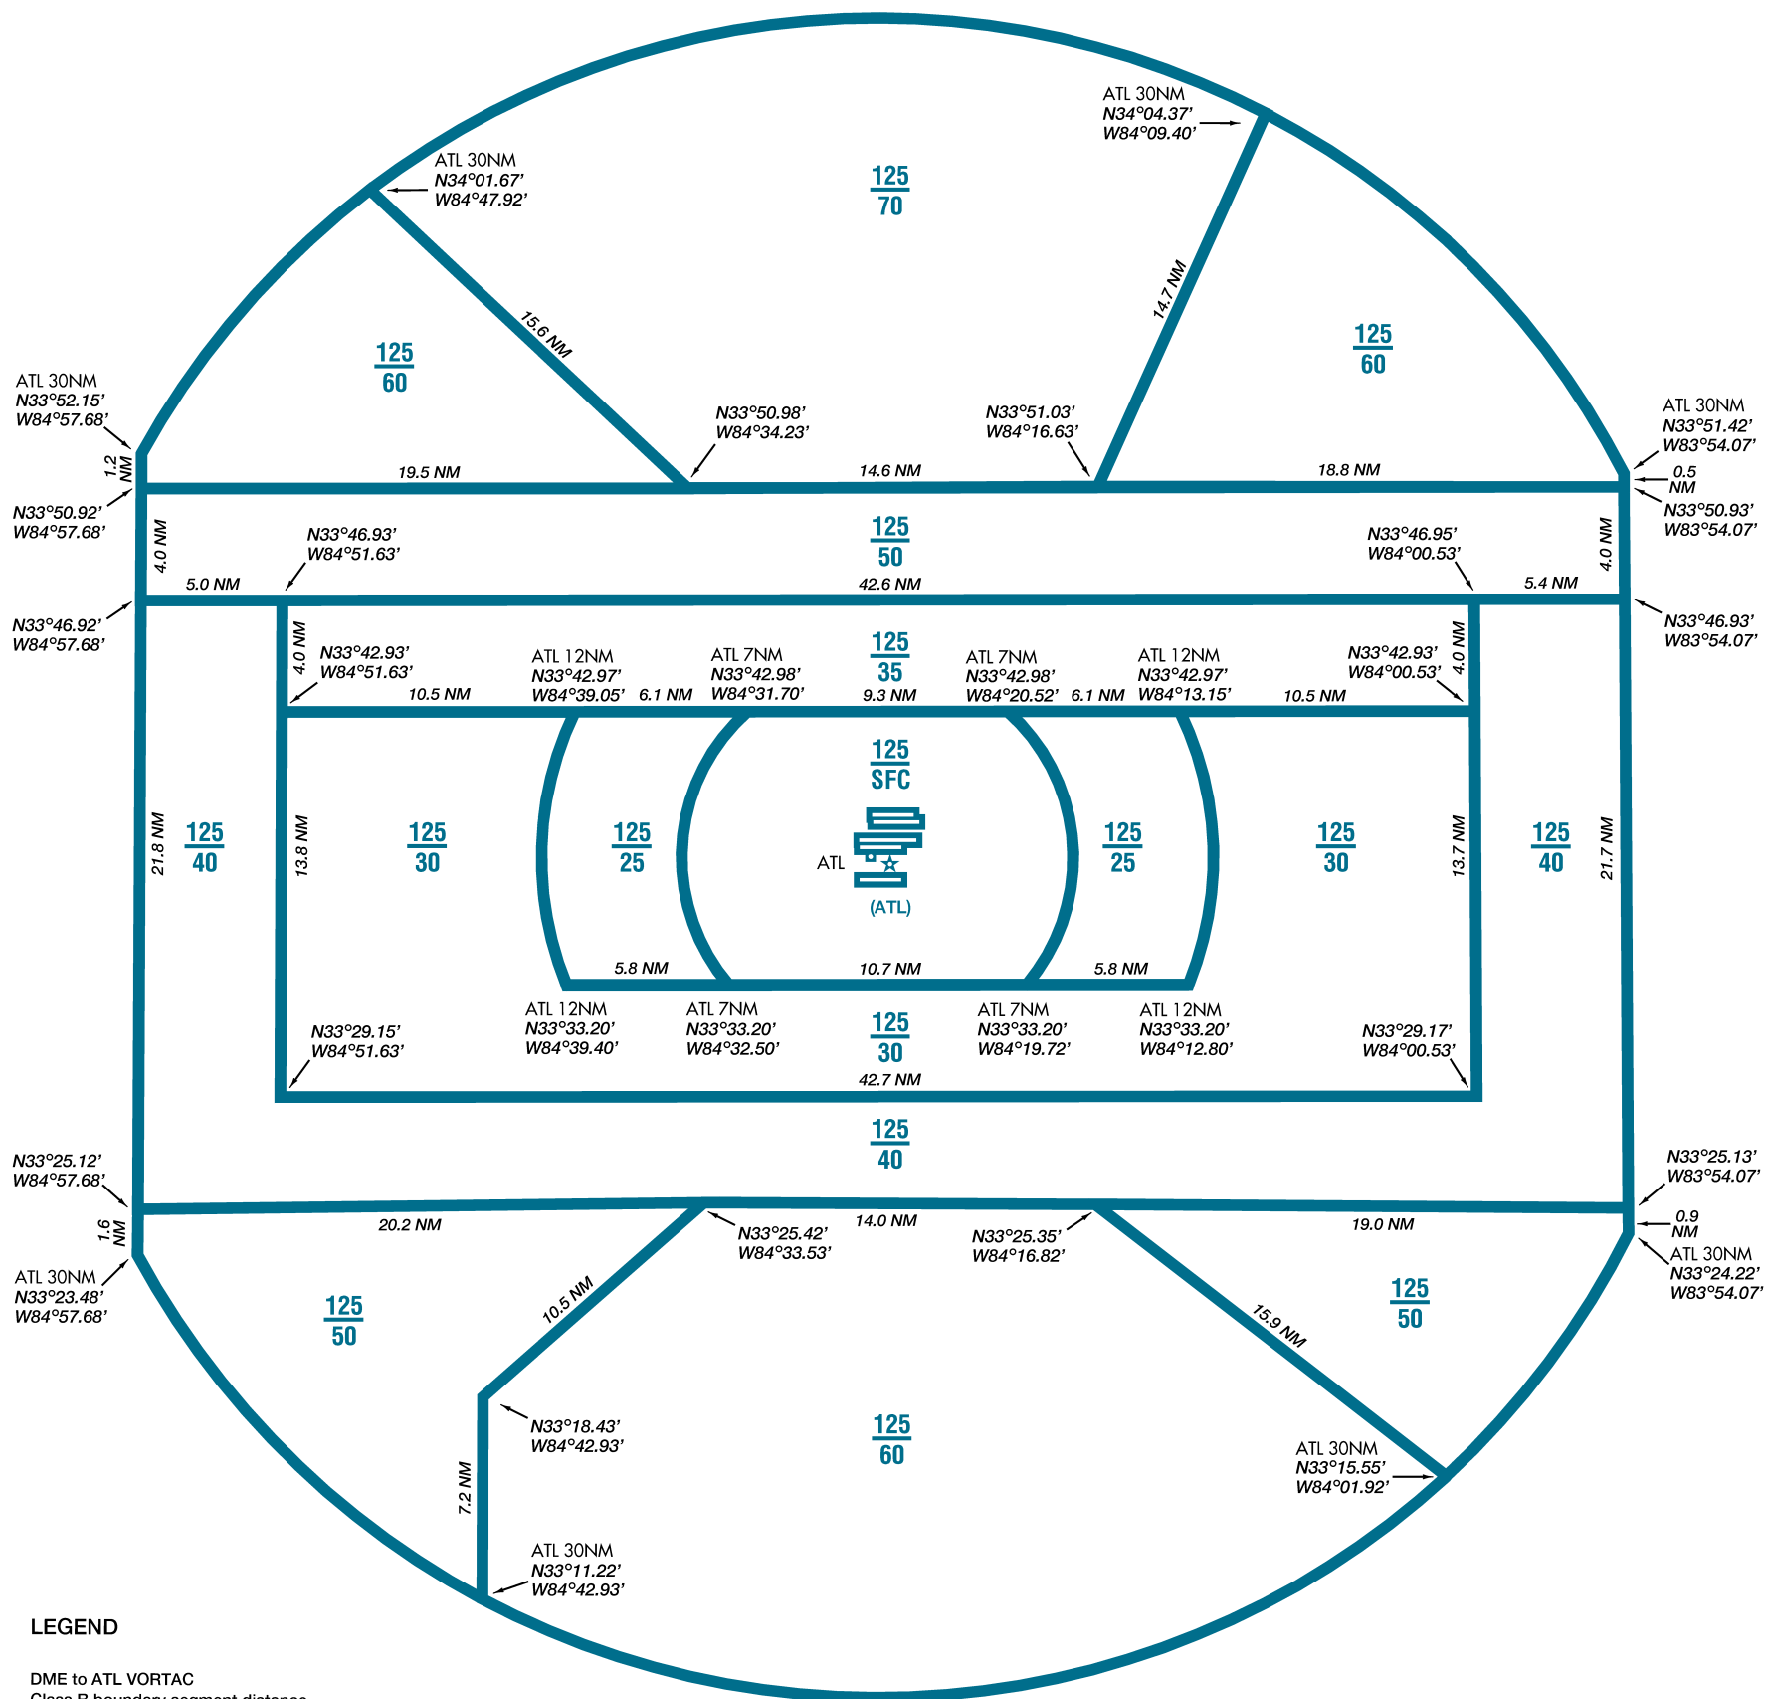 ATL 30NM
N34°04.37'
W84°09.40'
ATL 30NM
N34°01.67'
W84°47.92'
125
70
14.7 NM
15.6 NM
125
60
125
60
ATL 30NM
N33°52.15'
W84°57.68'
N33°50.98'
W84°34.23'
N33°51.03'
W84°16.63'
ATL 30NM
N33°51.42'
W83°54.07'
1.2
NM
19.5 NM
14.6 NM
18.8 NM
0.5
NM
N33°50.92'
W84°57.68'
N33°50.93'
W83°54.07'
4.0 NM
N33°46.93'
W84°51.63'
125
50
N33°46.95'
W84°00.53'
4.0 NM
5.0 NM
42.6 NM
5.4 NM
N33°46.92'
W84°57.68'
N33°46.93'
W83°54.07'
4.0 NM
N33°42.93'
W84°51.63'
ATL 12NM
N33°42.97'
W84°39.05'
ATL 7NM
N33°42.98'
W84°31.70'
125
35
ATL 7NM
N33°42.98'
W84°20.52'
ATL 12NM
N33°42.97'
W84°13.15'
N33°42.93'
W84°00.53'
4.0 NM
10.5 NM
6.1 NM
9.3 NM
6.1 NM
10.5 NM
125
SFC
21.8 NM
125
40
13.8 NM
125
30
125
25
ATL
(ATL)
125
25
125
30
13.7 NM
125
40
21.7 NM
5.8 NM
10.7 NM
5.8 NM
ATL 12NM
N33°33.20'
W84°39.40'
ATL 7NM
N33°33.20'
W84°32.50'
ATL 7NM
N33°33.20'
W84°19.72'
ATL 12NM
N33°33.20'
W84°12.80'
N33°29.15'
W84°51.63'
125
30
N33°29.17'
W84°00.53'
42.7 NM
125
40
N33°25.12'
W84°57.68'
N33°25.13'
W83°54.07'
1.6
NM
20.2 NM
14.0 NM
19.0 NM
0.9
NM
N33°25.42'
W84°33.53'
N33°25.35'
W84°16.82'
ATL 30NM
N33°23.48'
W84°57.68'
ATL 30NM
N33°24.22'
W83°54.07'
125
50
10.5 NM
15.9 NM
125
50
N33°18.43'
W84°42.93'
125
60
ATL 30NM
N33°15.55'
W84°01.92'
7.2 NM
ATL 30NM
N33°11.22'
W84°42.93'
LEGEND
DME to ATL VORTAC
Class B boundary segment distance